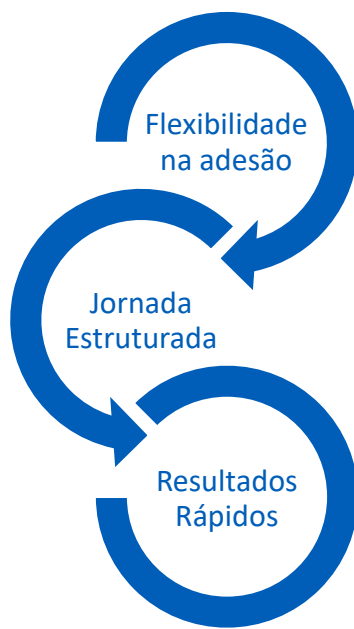 Flexibilidade
na adesão
Jornada
Estruturada
Resultados
Rápidos